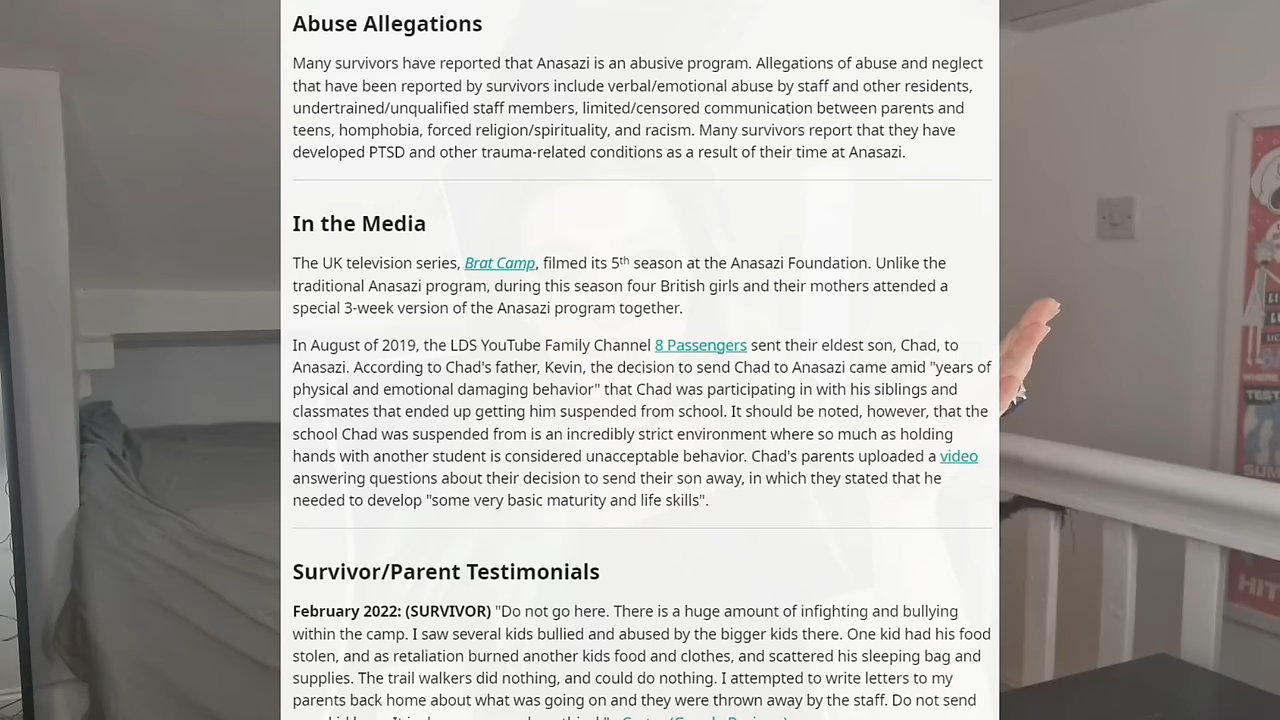 Abuse Allegations
Many survivors have reported that Anasazi is an abusive program. Allegations of abuse and neglect
that have been reported by survivors include verbal/emotional abuse by staff and other residents,
undertrained/unqualified staff members, limited/censored communication between parents and
teens, homphobia, forced religion/spirituality, and racism. Many survivors report that they have
developed PTSD and other trauma-related conditions as a result of their time at Anasazi.
In the Media
The UK television series, Brat Camp, filmed its 5th season at the Anasazi Foundation. Unlike the
traditional Anasazi program, during this season four British girls and their mothers attended a
special 3-week version of the Anasazi program together.
In August of 2019, the LDS YouTube Family Channel 8 Passengers sent their eldest son, Chad, to
Anasazi. According to Chad's father, Kevin, the decision to send Chad to Anasazi came amid "years of
physical and emotional damaging behavior" that Chad was participating in with his siblings and
classmates that ended up getting him suspended from school. It should be noted, however, that the
school Chad was suspended from is an incredibly strict environment where so much as holding
hands with another student is considered unacceptable behavior. Chad's parents uploaded a video
answering questions about their decision to send their son away, in which they stated that he
needed to develop "some very basic maturity and life skills".
Survivor/Parent Testimonials
February 2022: (SURVIVOR) "Do not go here. There is a huge amount of infighting and bullying
within the camp. I saw several kids bullied and abused by the bigger kids there. One kid had his food
stolen, and as retaliation burned another kids food and clothes, and scattered his sleeping bag and
supplies. The trail walkers did nothing, and could do nothing. I attempted to write letters to my
parents back home about what was going on and they were thrown away by the staff. Do not send
TEST
SUM
HIT